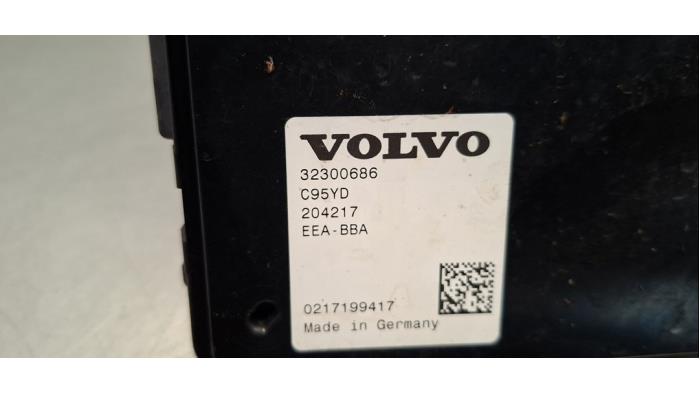 VOLVO
32300686
C95YD
204217
EEA-BBA
0217199417
Made in Germany